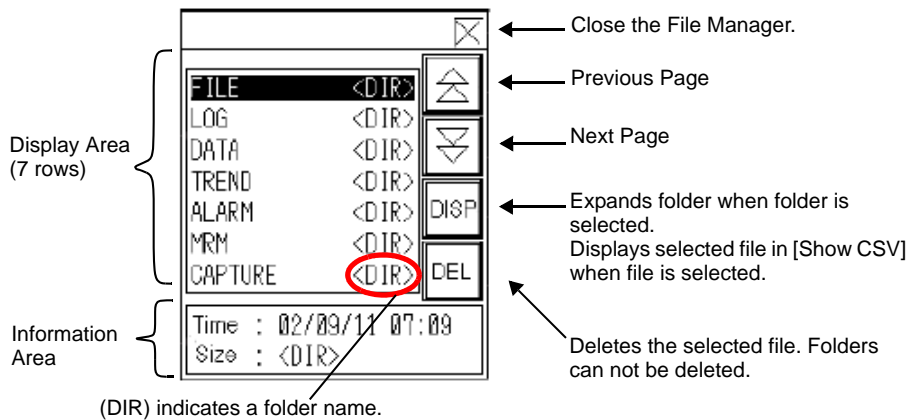 Close the File Manager.
Previous Page
FILE <DIR>
LOG <DIR>
Display Area
(7 rows)
DATA <DIR>
Next Page
TREND <DIR>
ALARM <DIR>
DISP
Expands folder when folder is
selected.
Displays selected file in [Show CSV]
when file is selected.
MRM <DIR>
CAPTURE <DIR>
DEL
Information
Area
Time : 02/09/11 07:09
Size : <DIR>
Deletes the selected file. Folders
can not be deleted.
(DIR) indicates a folder name.